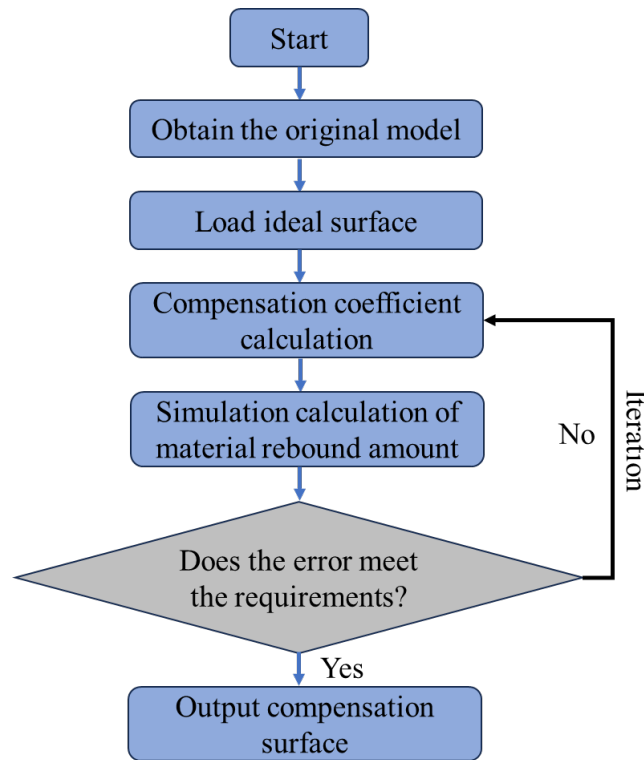 Start
Obtain the original model
Load ideal surface
Compensation coefficient
calculation
Simulation calculation of
material rebound amount
Does the error meet
the requirements?
No
Iteration
Yes
Output compensation
surface